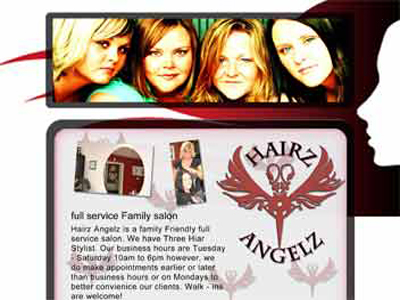 HAIRZ
ANGELZ
full service Family salon
Hairz Angelz is a family Friendly full
service salon. We have Three Hiar
Stylist. Our business hours are Tuesday
- Saturday 10am to 6pm however, we
do make appointments earlier or later
than business hours or on Mondays to
better convienice our clients. Walk - ins
are welcome!